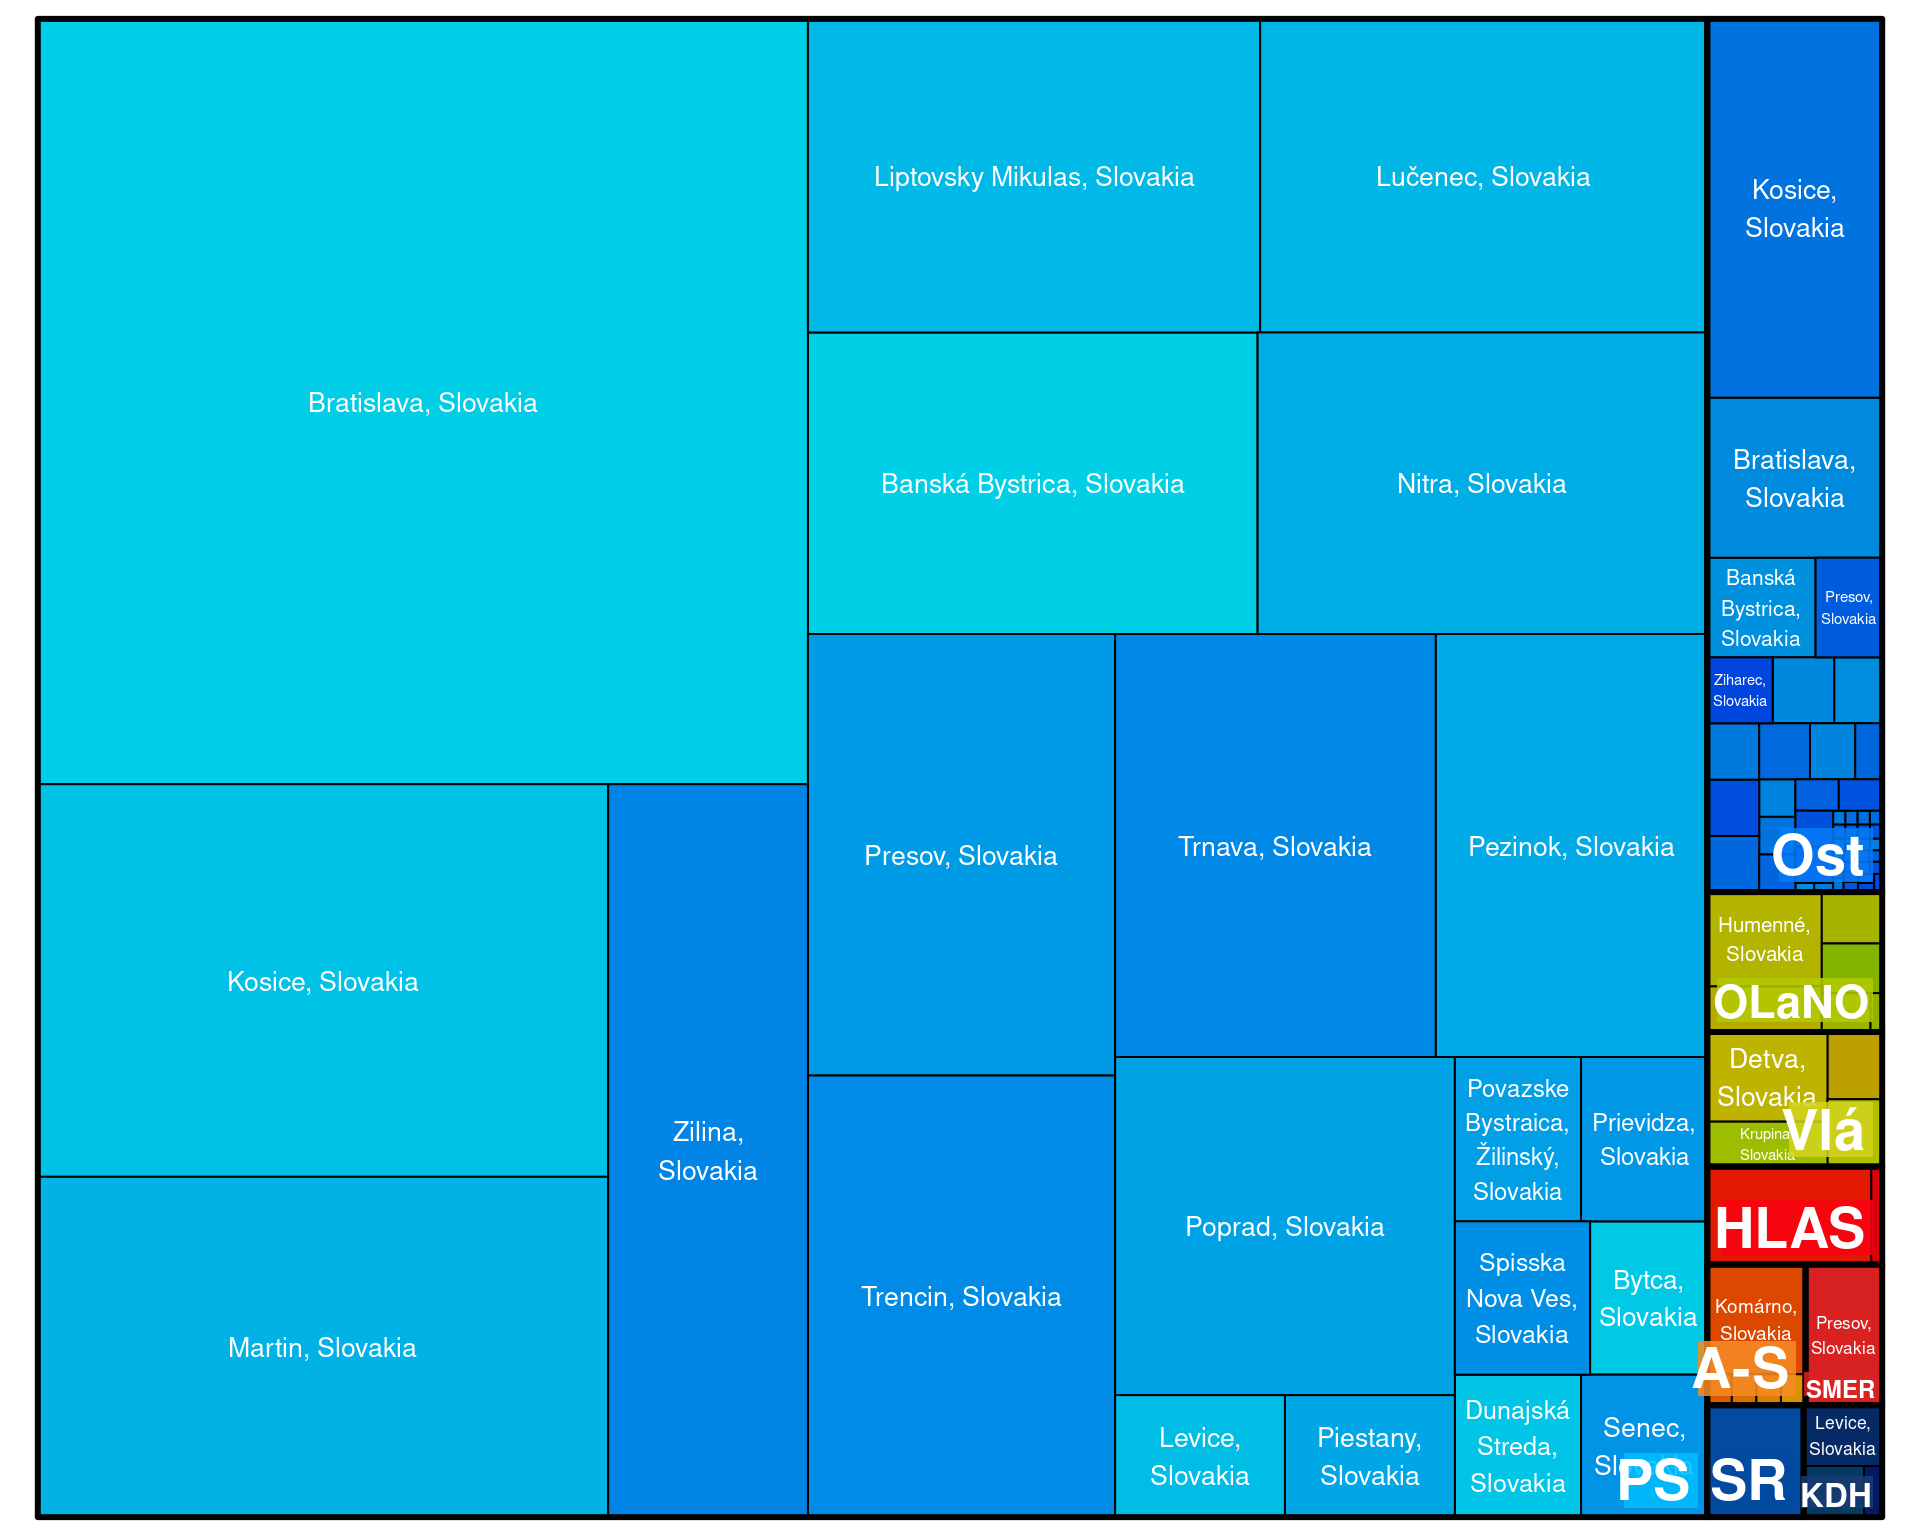 Bratislava, Slovakia
Liptovsky Mikulas, Slovakia
Lučenec, Slovakia
Banská Bystrica, Slovakia
Nitra, Slovakia
Kosice, Slovakia
Martin, Slovakia
Zilina,
Slovakia
Presov, Slovakia
Trnava, Slovakia
Pezinok, Slovakia
Trencin, Slovakia
Poprad, Slovakia
Povazske
Bystraica,
Žilinský,
Slovakia
Prievidza,
Slovakia
Spisska
Nova Ves,
Slovakia
Bytca,
Slovakia
Levice,
Slovakia
Piestany,
Slovakia
Dunajská
Streda,
Slovakia
Senec,
Slovakia
PS
Kosice,
Slovakia
Bratislava,
Slovakia
Banská
Bystrica,
Slovakia
Presov,
Slovakia
Ziharec,
Slovakia
Ost
Humenné,
Slovakia
OLaNO
Detva,
Slovakia
Krupina,
Slovakia
Vlá
HLAS
Komárno,
Slovakia
A-S
Presov,
Slovakia
SMER
SR
Levice,
Slovakia
KDH